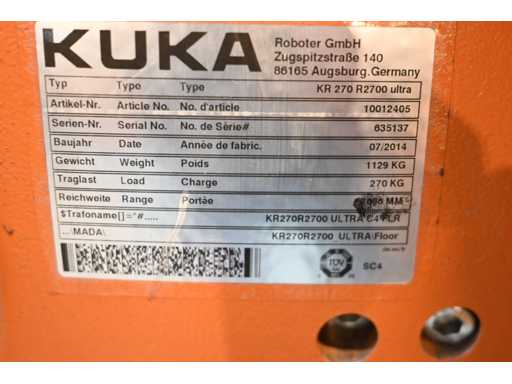 KUKA
Roboter GmbH
Zugspitzstraße 140
86165 Augsburg, Germany
Typ Type Type KR 270 R2700 ultra
Artikel-Nr. Article No. No. d'article 10012405
Serien-Nr. Serial No. No. de Série# 635137
Baujahr Date Année de fabric. 07/2014
Gewicht Weight Poids 1129 KG
Traglast Load Charge 270 KG
Reichweite Range Portée MM
$Trafoname[]="#..... KR270R2700 ULTRA C4 FLR
...\MADA\ KR270R2700 ULTRA\Floor
TÜV SC4